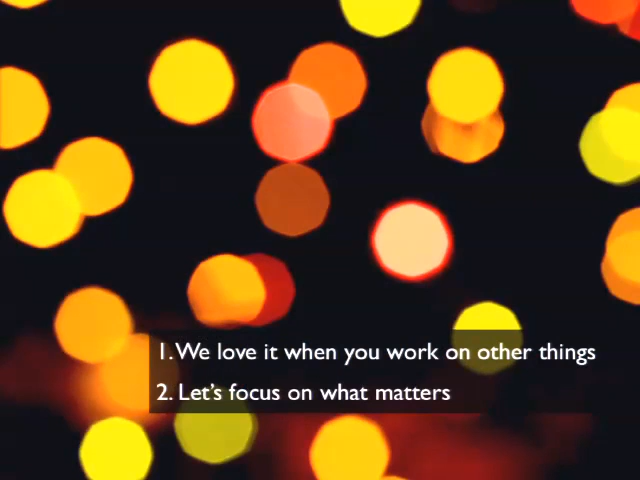 1. We love it when you work on other things
2. Let's focus on what matters